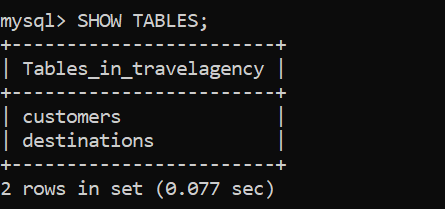 mysql> SHOW TABLES;
+------------------------+
| Tables_in_travelagency |
+------------------------+
| customers              |
| destinations           |
+------------------------+
2 rows in set (0.077 sec)